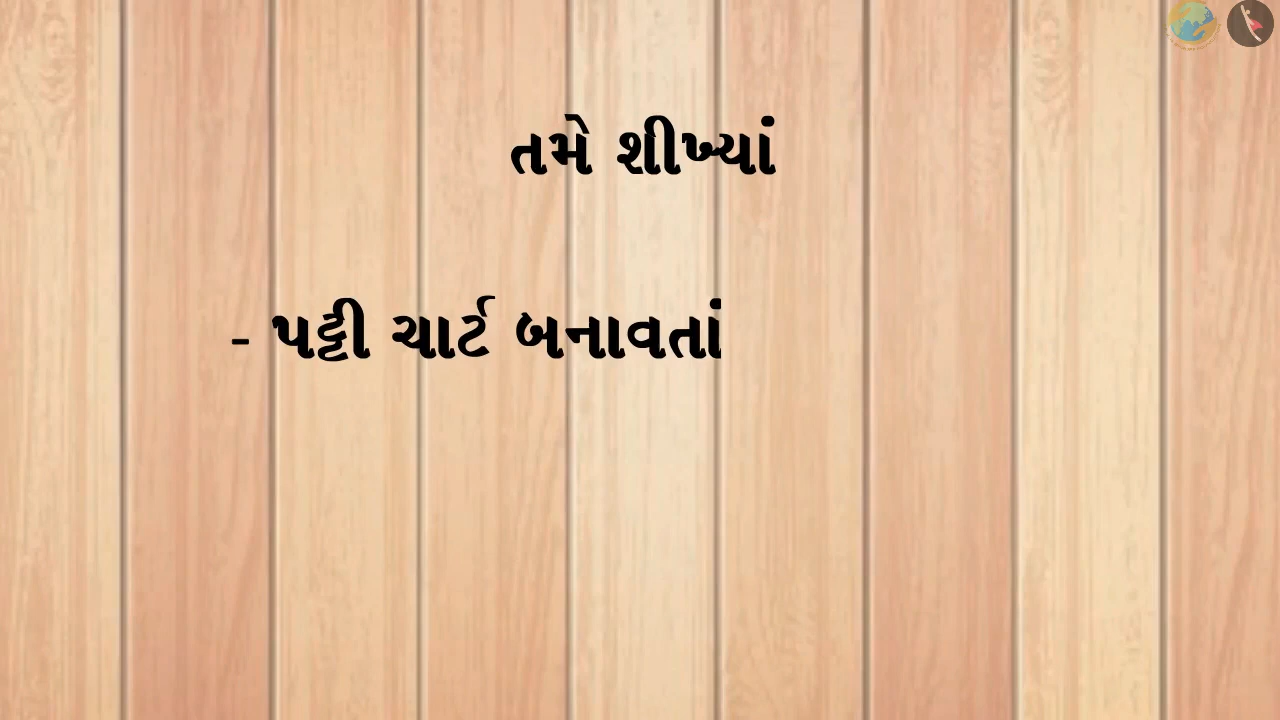 તમે શીખ્યાં
- પટ્ટી ચાર્ટ બનાવતાં